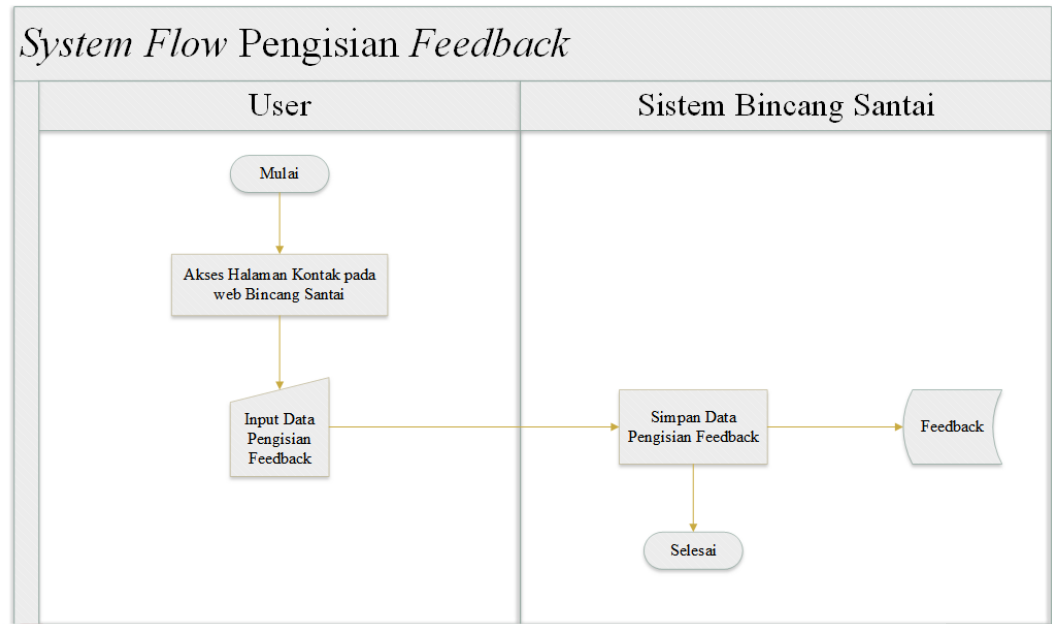 System Flow Pengisian Feedback
User
Sistem Bincang Santai
Mulai
Akses Halaman Kontak pada
web Bincang Santai
Input Data
Pengisian
Feedback
Simpan Data
Pengisian Feedback
Feedback
Selesai